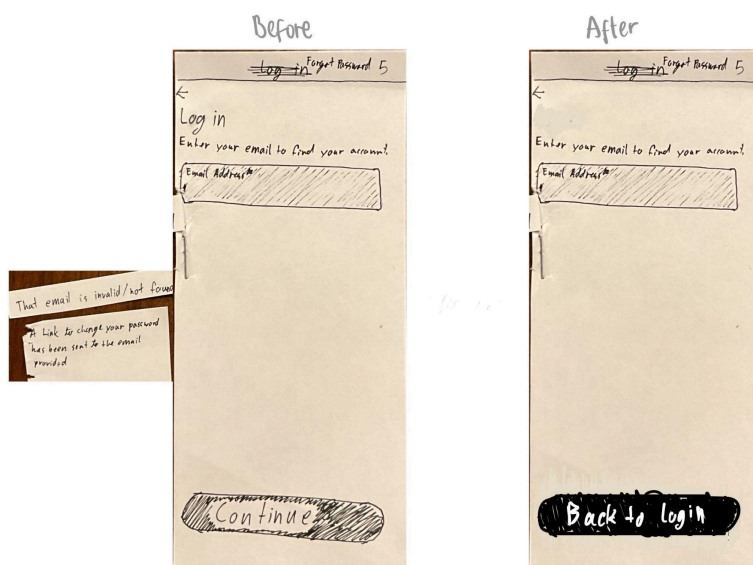 Before
After
Log in Forgot Password 5
←
Log in
Enter your email to find your account.
Email Address*
That email is invalid/not found
A Link to change your password
has been sent to the email
provided
Continue
Log in Forgot Password 5
←
Enter your email to find your account.
Email Address*
Back to login